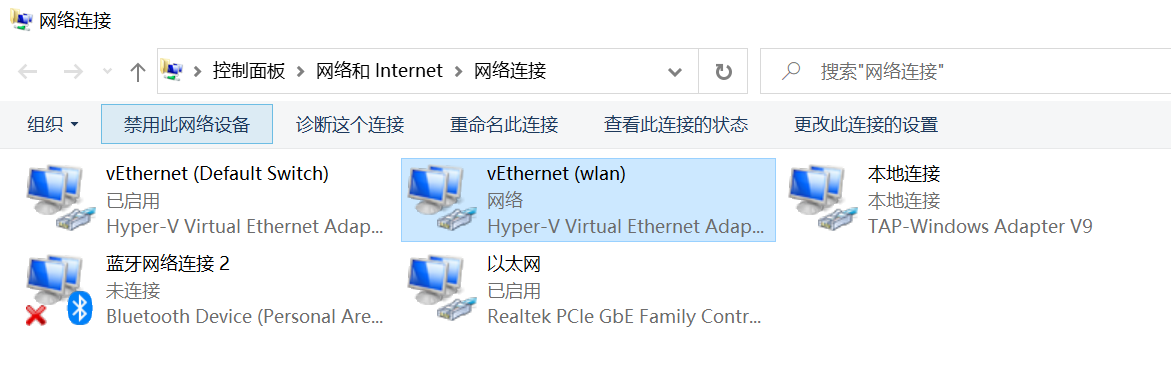 网络连接
控制面板 网络和 Internet 网络连接 搜索"网络连接"
组织 禁用此网络设备 诊断这个连接 重命名此连接 查看此连接的状态 更改此连接的设置
vEthernet (Default Switch)
已启用
Hyper-V Virtual Ethernet Adap...
vEthernet (wlan)
网络
Hyper-V Virtual Ethernet Adap...
本地连接
本地连接
TAP-Windows Adapter V9
蓝牙网络连接 2
未连接
Bluetooth Device (Personal Are...
以太网
已启用
Realtek PCIe GbE Family Contr...